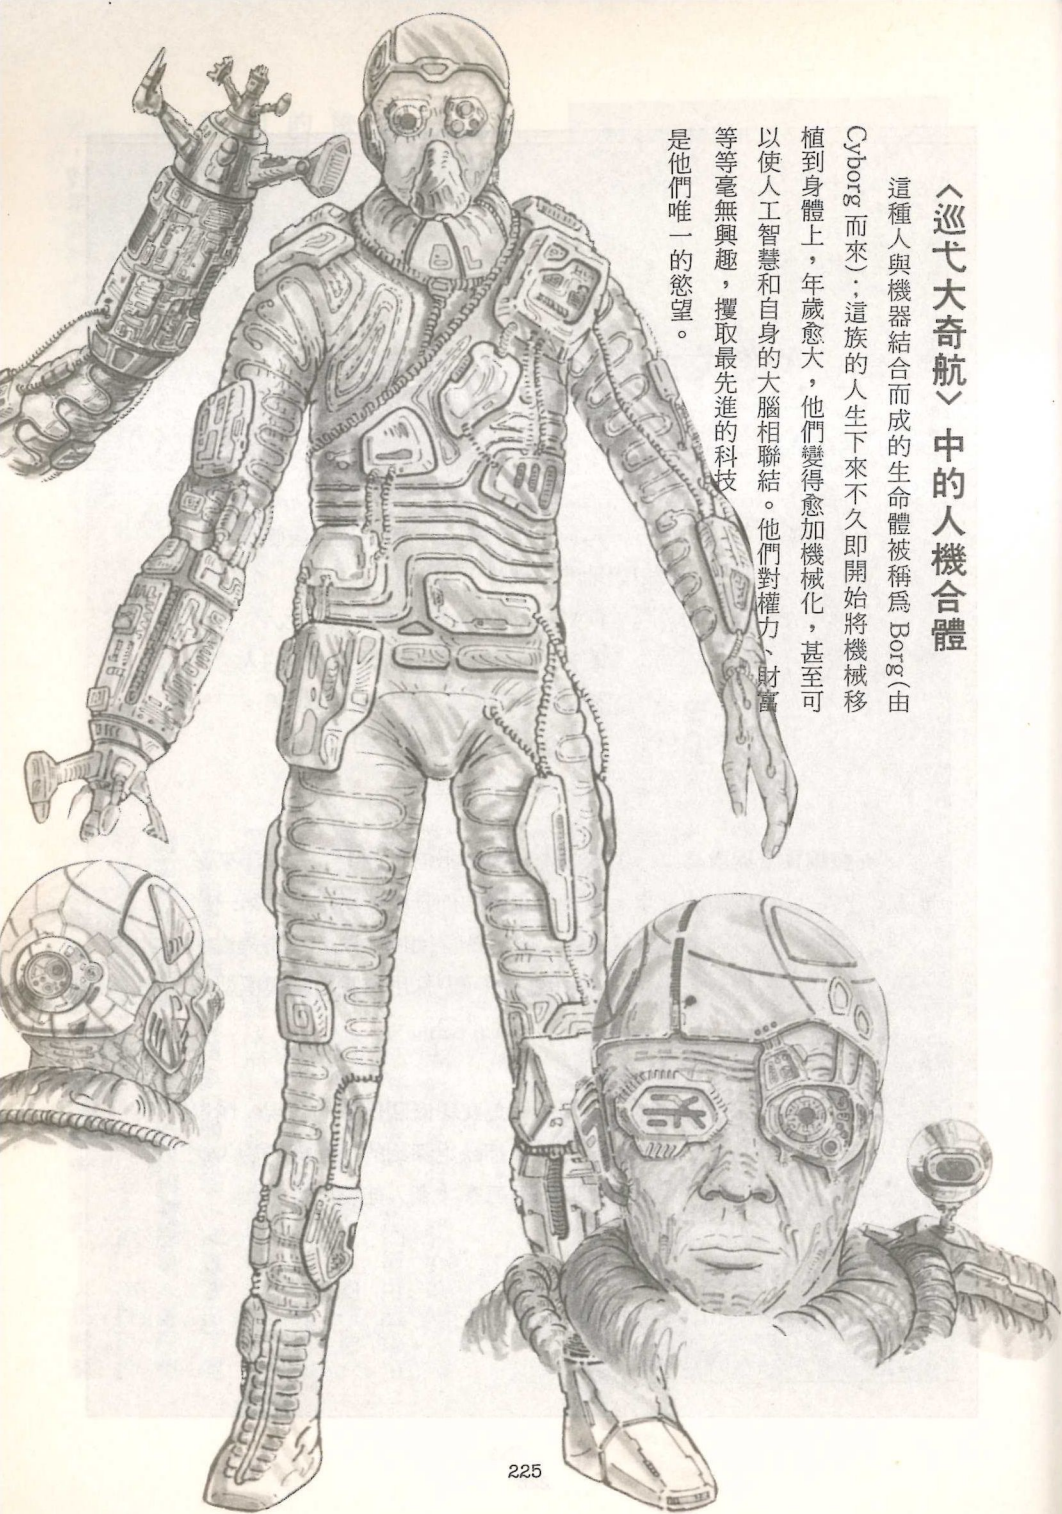 〈巡弋大奇航〉中的人機合體
這種人與機器結合而成的生命體被稱爲 Borg(由
Cyborg 而來)；這族的人生下來不久即開始將機械移
植到身體上，年歲愈大，他們變得愈加機械化，甚至可
以使人工智慧和自身的大腦相聯結。他們對權力、財富
等等毫無興趣，攫取最先進的科技
是他們唯一的慾望。
225